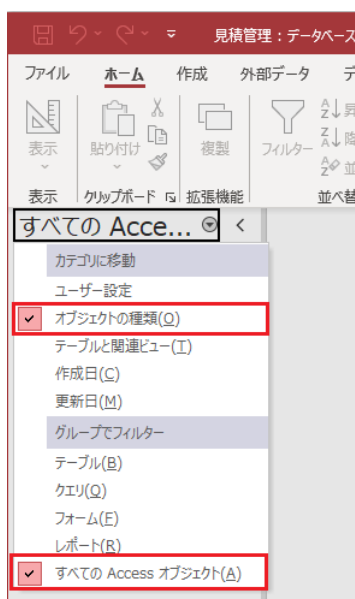 見積管理：データベース
ファイル ホーム 作成 外部データ デ
表示 貼り付け 複製 フィルター 昇
降
並
表示 クリップボード 拡張機能 並べ替
すべての Acce...
カテゴリに移動
ユーザー設定
オブジェクトの種類(O)
テーブルと関連ビュー(T)
作成日(C)
更新日(M)
グループでフィルター
テーブル(B)
クエリ(Q)
フォーム(F)
レポート(R)
すべての Access オブジェクト(A)